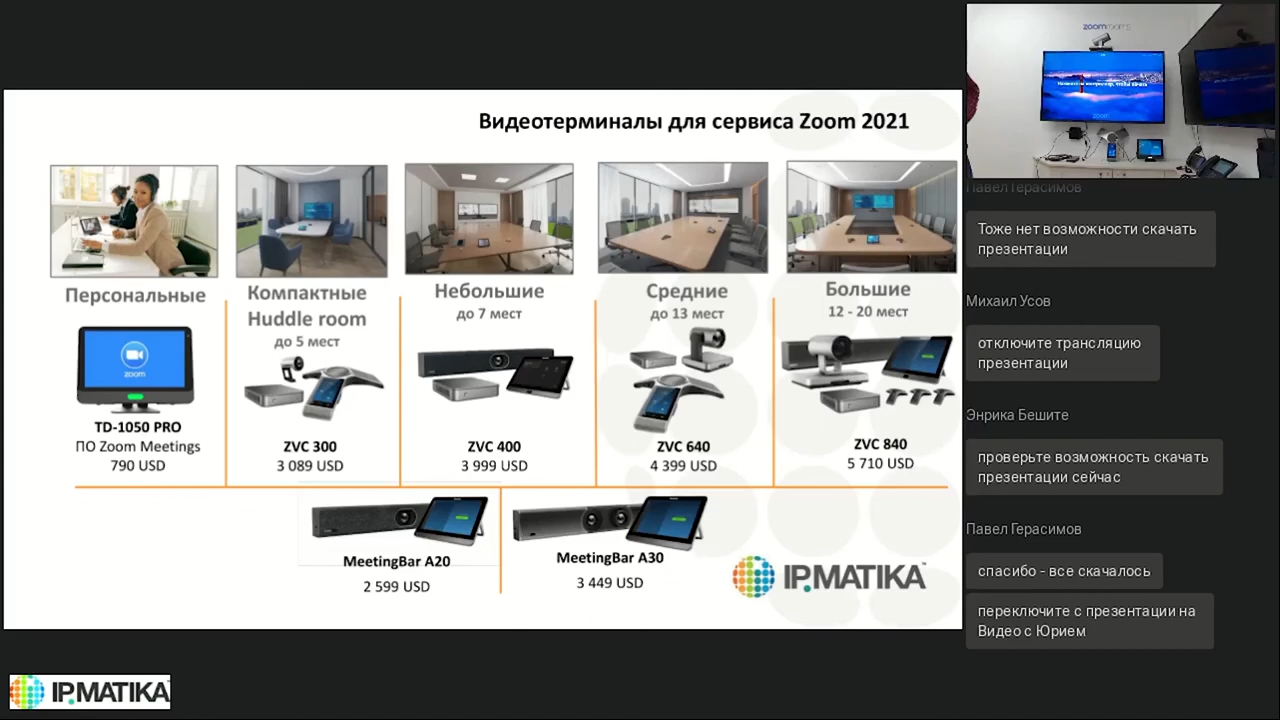 Видеотерминалы для сервиса Zoom 2021
Персональные
Компактные
Huddle room
до 5 мест
Небольшие
до 7 мест
Средние
до 13 мест
Большие
12 - 20 мест
zoom
TD-1050 PRO
ПО Zoom Meetings
790 USD
ZVC 300
3 089 USD
ZVC 400
3 999 USD
ZVC 640
4 399 USD
ZVC 840
5 710 USD
MeetingBar A20
2 599 USD
MeetingBar A30
3 449 USD
IP.MATIKA
IP.MATIKA
zoom
zoom
Павел Герасимов
Тоже нет возможности скачать
презентации
Михаил Усов
отключите трансляцию
презентации
Энрика Бешите
проверьте возможность скачать
презентации сейчас
Павел Герасимов
спасибо - все скачалось
переключите с презентации на
Видео с Юрием